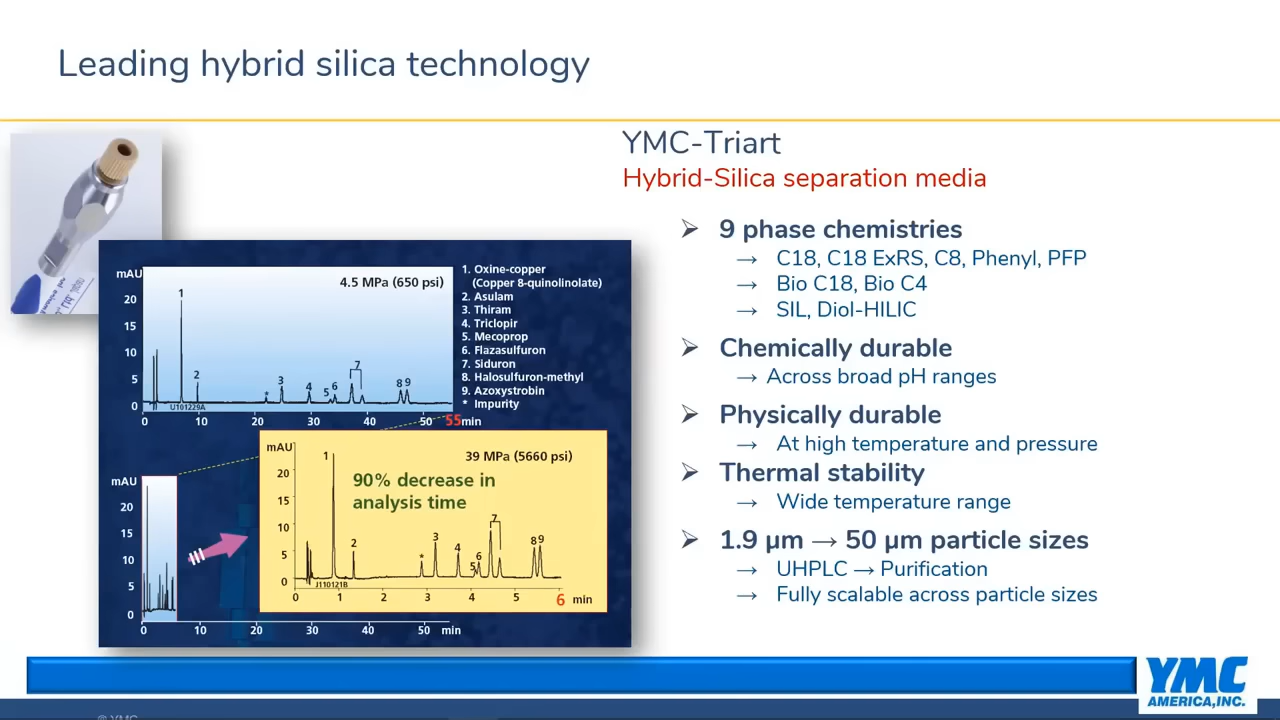 Leading hybrid silica technology
YMC-Triart
Hybrid-Silica separation media
➢ 9 phase chemistries
→ C18, C18 ExRS, C8, Phenyl, PFP
→ Bio C18, Bio C4
→ SIL, Diol-HILIC
➢ Chemically durable
→ Across broad pH ranges
➢ Physically durable
→ At high temperature and pressure
➢ Thermal stability
→ Wide temperature range
➢ 1.9 µm → 50 µm particle sizes
→ UHPLC → Purification
→ Fully scalable across particle sizes
mAU
20
15
10
5
0
4.5 MPa (650 psi)
1
2
*
3
4
5
6
7
8 9
U101229A
0 10 20 30 40 50 55 min
1. Oxine-copper
(Copper 8-quinolinolate)
2. Asulam
3. Thiram
4. Triclopir
5. Mecoprop
6. Flazasulfuron
7. Siduron
8. Halosulfuron-methyl
9. Azoxystrobin
* Impurity
mAU
20
15
10
5
0
39 MPa (5660 psi)
90% decrease in
analysis time
1
2
*
3
4
5
6
7
8 9
J110121B
0 1 2 3 4 5 6 min
mAU
20
15
10
5
0
0 10 20 30 40 50 min
YMC
AMERICA,INC.
© YMC